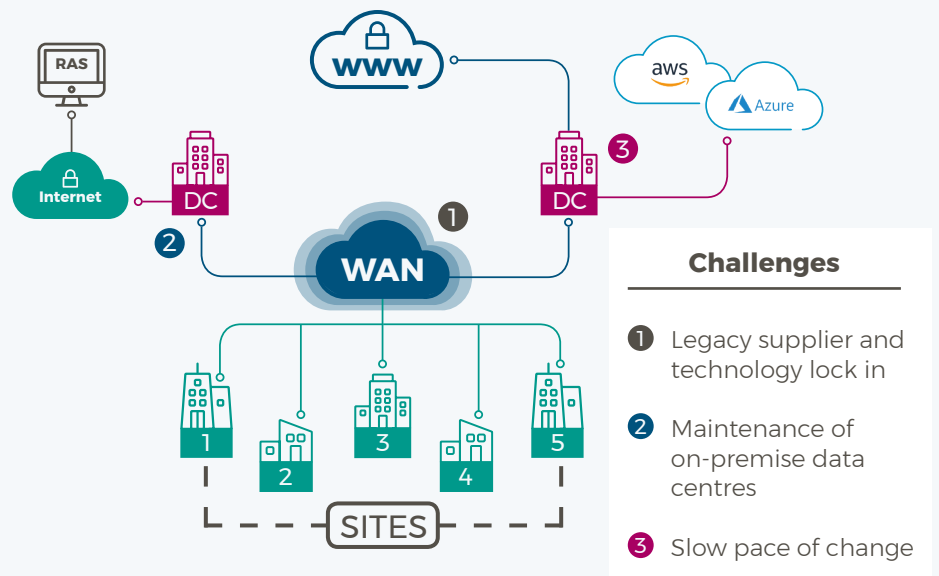 RAS
WWW
aws
Azure
3
Internet
DC
DC
1
2
WAN
1
2
3
4
5
SITES
Challenges
1 Legacy supplier and
technology lock in
2 Maintenance of
on-premise data
centres
3 Slow pace of change